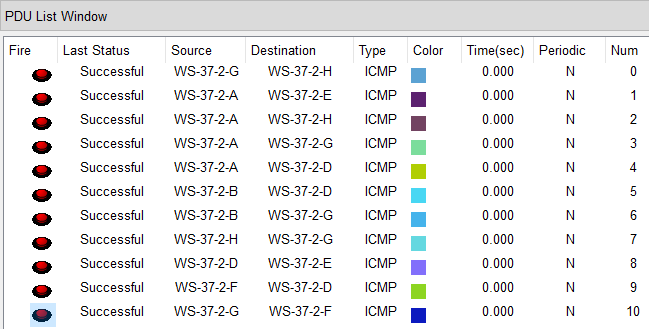 PDU List Window
Fire Last Status Source Destination Type Color Time(sec) Periodic Num
Successful WS-37-2-G WS-37-2-H ICMP 0.000 N 0
Successful WS-37-2-A WS-37-2-E ICMP 0.000 N 1
Successful WS-37-2-A WS-37-2-H ICMP 0.000 N 2
Successful WS-37-2-A WS-37-2-G ICMP 0.000 N 3
Successful WS-37-2-A WS-37-2-D ICMP 0.000 N 4
Successful WS-37-2-B WS-37-2-D ICMP 0.000 N 5
Successful WS-37-2-B WS-37-2-G ICMP 0.000 N 6
Successful WS-37-2-H WS-37-2-G ICMP 0.000 N 7
Successful WS-37-2-D WS-37-2-E ICMP 0.000 N 8
Successful WS-37-2-F WS-37-2-D ICMP 0.000 N 9
Successful WS-37-2-G WS-37-2-F ICMP 0.000 N 10